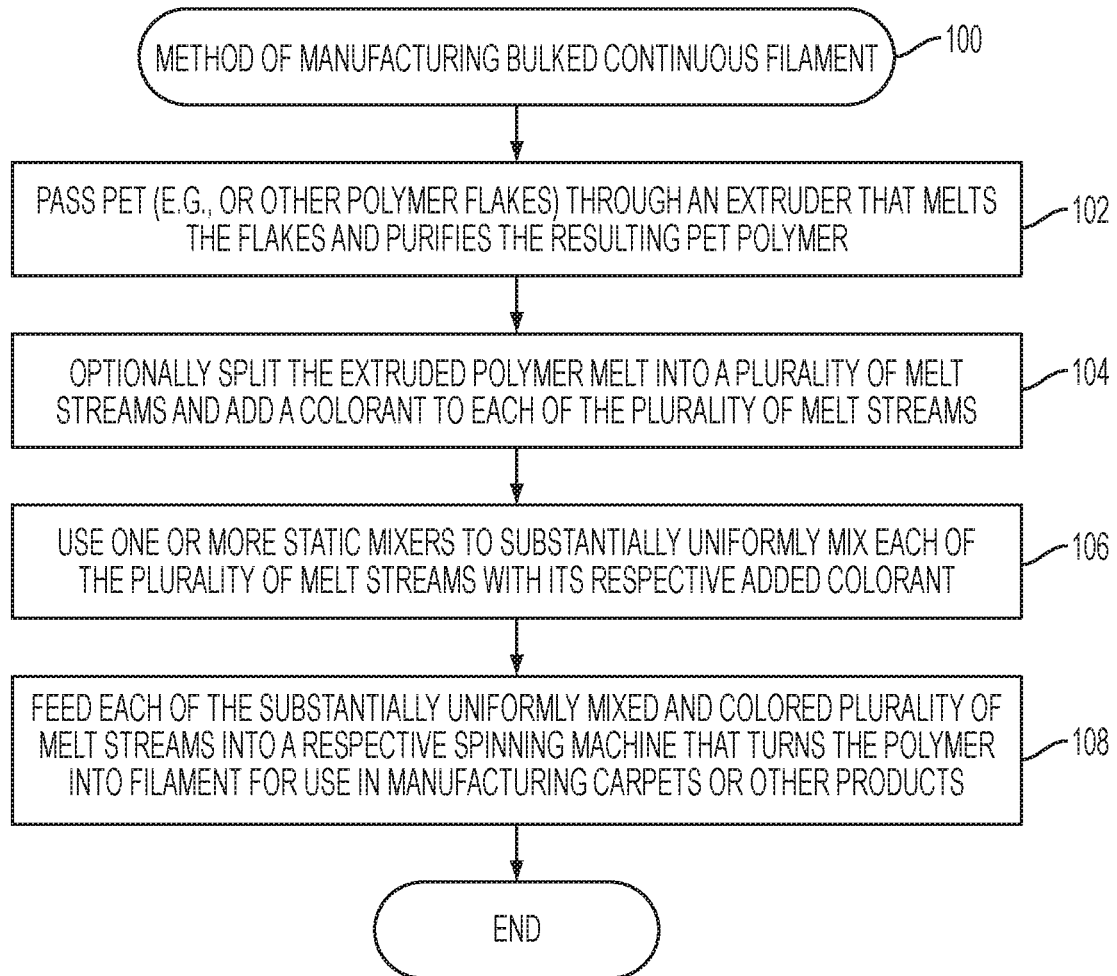 METHOD OF MANUFACTURING BULKED CONTINUOUS FILAMENT
100
PASS PET (E.G., OR OTHER POLYMER FLAKES) THROUGH AN EXTRUDER THAT MELTS
THE FLAKES AND PURIFIES THE RESULTING PET POLYMER
102
OPTIONALLY SPLIT THE EXTRUDED POLYMER MELT INTO A PLURALITY OF MELT
STREAMS AND ADD A COLORANT TO EACH OF THE PLURALITY OF MELT STREAMS
104
USE ONE OR MORE STATIC MIXERS TO SUBSTANTIALLY UNIFORMLY MIX EACH OF
THE PLURALITY OF MELT STREAMS WITH ITS RESPECTIVE ADDED COLORANT
106
FEED EACH OF THE SUBSTANTIALLY UNIFORMLY MIXED AND COLORED PLURALITY OF
MELT STREAMS INTO A RESPECTIVE SPINNING MACHINE THAT TURNS THE POLYMER
INTO FILAMENT FOR USE IN MANUFACTURING CARPETS OR OTHER PRODUCTS
108
END